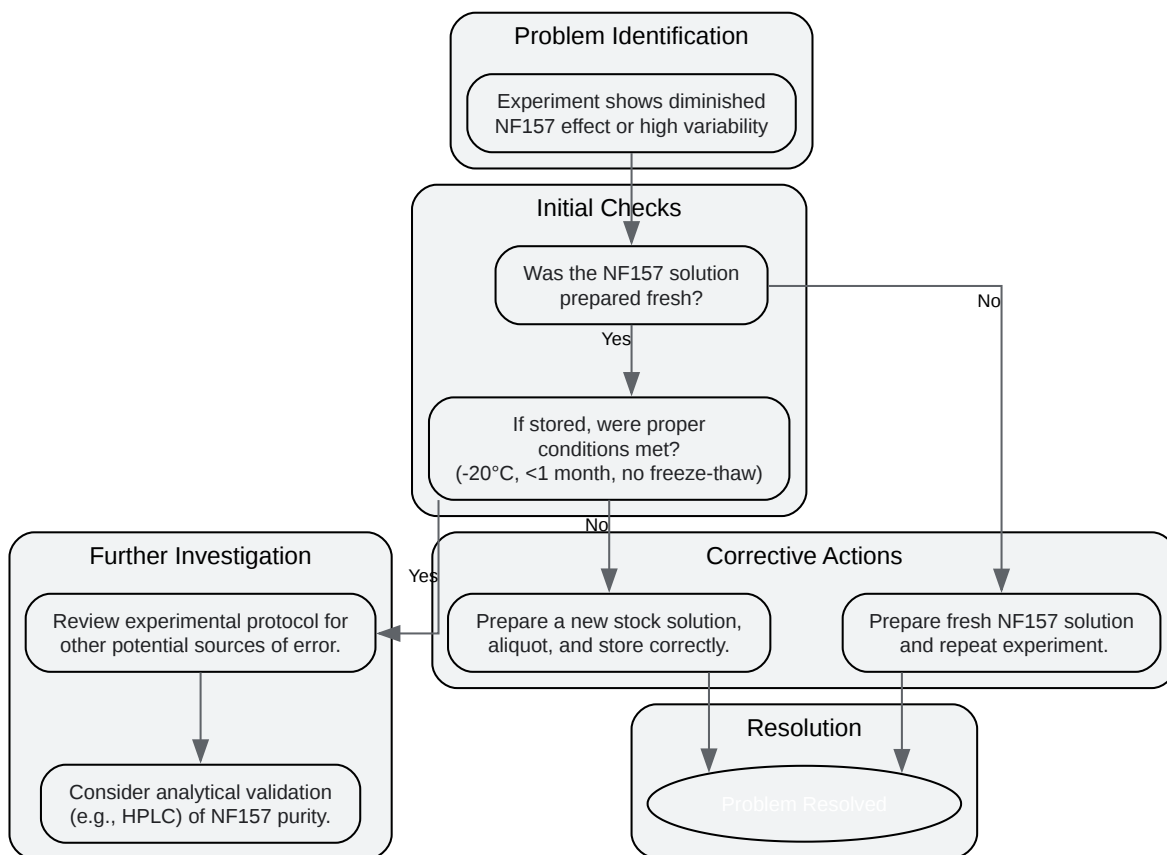 Problem Identification
Experiment shows diminished
NF157 effect or high variability
Initial Checks
Was the NF157 solution
prepared fresh?
No
Yes
If stored, were proper
conditions met?
(-20°C, <1 month, no freeze-thaw)
No
Yes
Further Investigation
Review experimental protocol for
other potential sources of error.
Consider analytical validation
(e.g., HPLC) of NF157 purity.
Corrective Actions
Prepare a new stock solution,
aliquot, and store correctly.
Prepare fresh NF157 solution
and repeat experiment.
Resolution
Problem Resolved